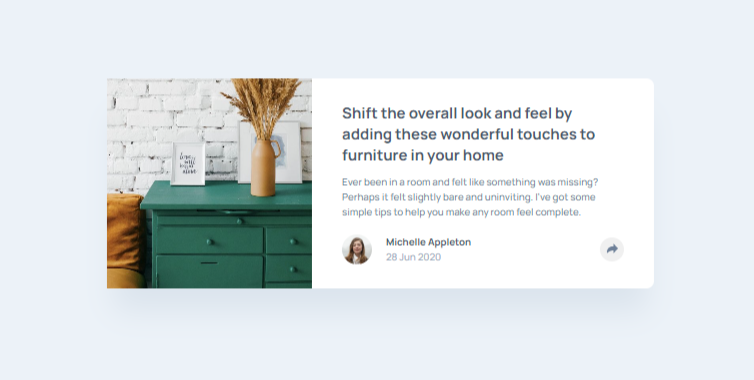 Shift the overall look and feel by
adding these wonderful touches to
furniture in your home
Ever been in a room and felt like something was missing?
Perhaps it felt slightly bare and uninviting. I've got some
simple tips to help you make any room feel complete.
Michelle Appleton
28 Jun 2020